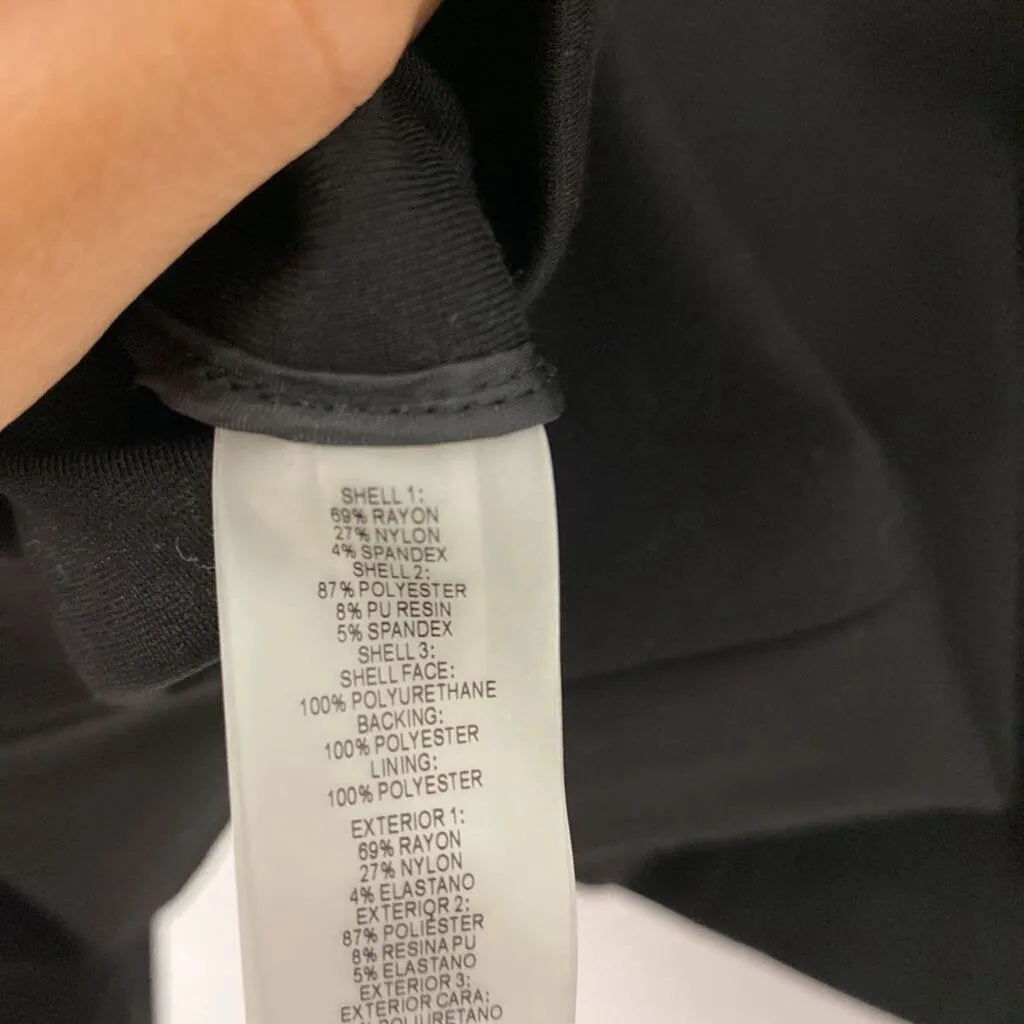 SHELL 1:
69% RAYON
27% NYLON
4% SPANDEX
SHELL 2:
87% POLYESTER
8% PU RESIN
5% SPANDEX
SHELL 3:
SHELL FACE:
100% POLYURETHANE
BACKING:
100% POLYESTER
LINING:
100% POLYESTER
EXTERIOR 1:
69% RAYON
27% NYLON
4% ELASTANO
EXTERIOR 2:
87% POLIÉSTER
8% RESINA PU
5% ELASTANO
EXTERIOR 3:
EXTERIOR CARA:
% POLIURETANO